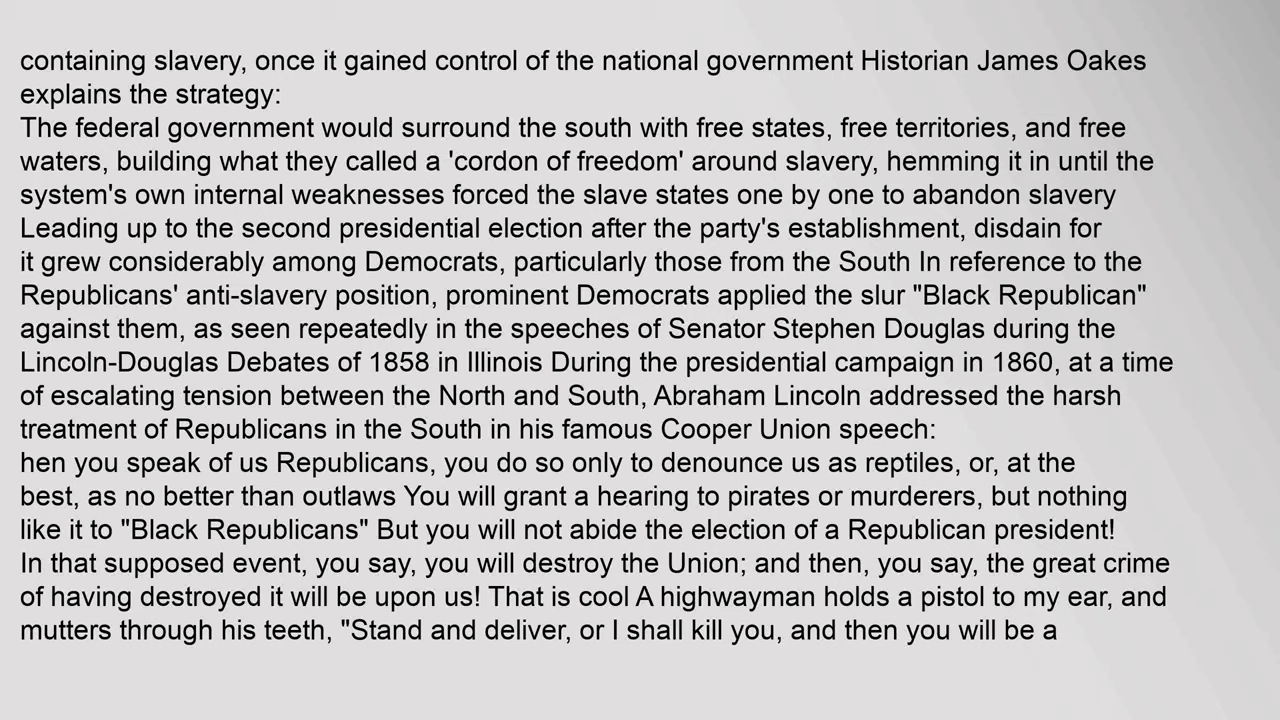 containing slavery, once it gained control of the national government Historian James Oakes
explains the strategy:
The federal government would surround the south with free states, free territories, and free
waters, building what they called a 'cordon of freedom' around slavery, hemming it in until the
system's own internal weaknesses forced the slave states one by one to abandon slavery
Leading up to the second presidential election after the party's establishment, disdain for
it grew considerably among Democrats, particularly those from the South In reference to the
Republicans' anti-slavery position, prominent Democrats applied the slur "Black Republican"
against them, as seen repeatedly in the speeches of Senator Stephen Douglas during the
Lincoln-Douglas Debates of 1858 in Illinois During the presidential campaign in 1860, at a time
of escalating tension between the North and South, Abraham Lincoln addressed the harsh
treatment of Republicans in the South in his famous Cooper Union speech:
hen you speak of us Republicans, you do so only to denounce us as reptiles, or, at the
best, as no better than outlaws You will grant a hearing to pirates or murderers, but nothing
like it to "Black Republicans" But you will not abide the election of a Republican president!
In that supposed event, you say, you will destroy the Union; and then, you say, the great crime
of having destroyed it will be upon us! That is cool A highwayman holds a pistol to my ear, and
mutters through his teeth, "Stand and deliver, or I shall kill you, and then you will be a